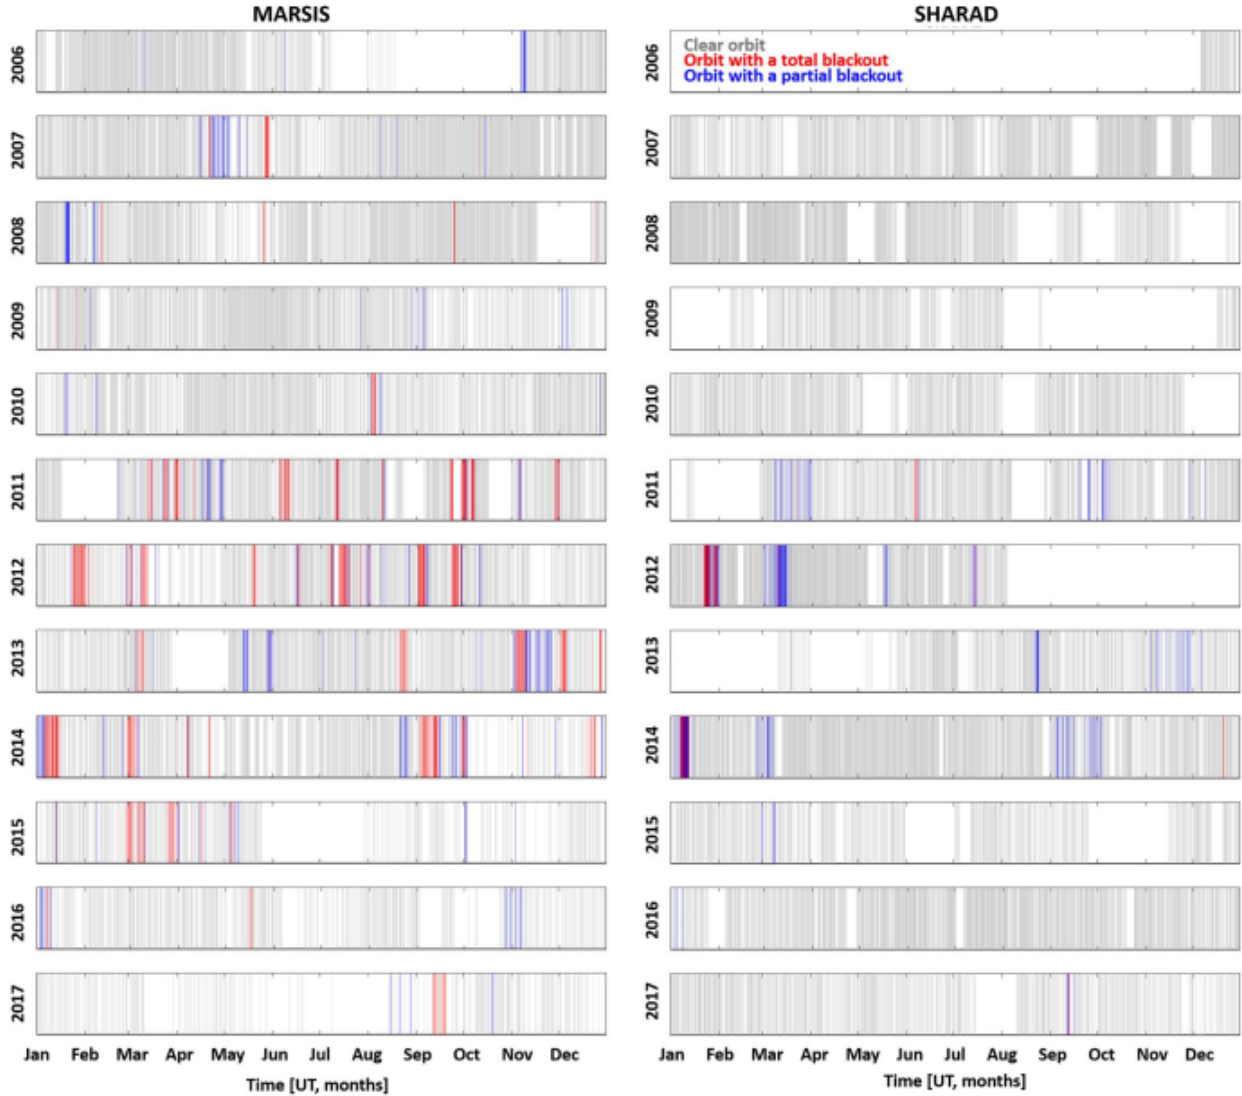 MARSIS
SHARAD
2006
2006
Clear orbit
Orbit with a total blackout
Orbit with a partial blackout
2007
2007
2008
2008
2009
2009
2010
2010
2011
2011
2012
2012
2013
2013
2014
2014
2015
2015
2016
2016
2017
2017
Jan Feb Mar Apr May Jun Jul Aug Sep Oct Nov Dec
Jan Feb Mar Apr May Jun Jul Aug Sep Oct Nov Dec
Time [UT, months]
Time [UT, months]